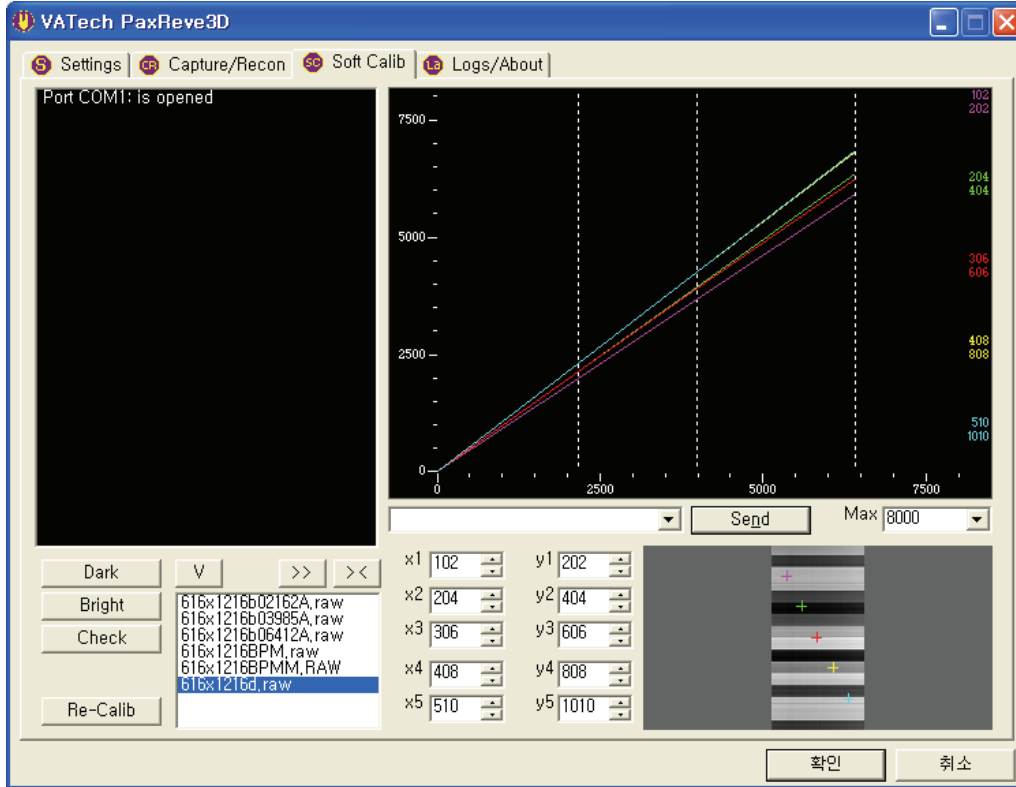 VATech PaxReve3D
S Settings CR Capture/Recon SC Soft Calib La Logs/About
Port COM1: is opened
7500
5000
2500
0
0 2500 5000 7500
102
202
204
404
306
606
408
808
510
1010
Send Max 8000
Dark V >> ><
Bright
Check
Re-Calib
616x1216b02162A,raw
616x1216b03985A,raw
616x1216b06412A,raw
616x1216BPM,raw
616x1216BPMM,RAW
616x1216d,raw
x1 102 y1 202
x2 204 y2 404
x3 306 y3 606
x4 408 y4 808
x5 510 y5 1010
확인 취소